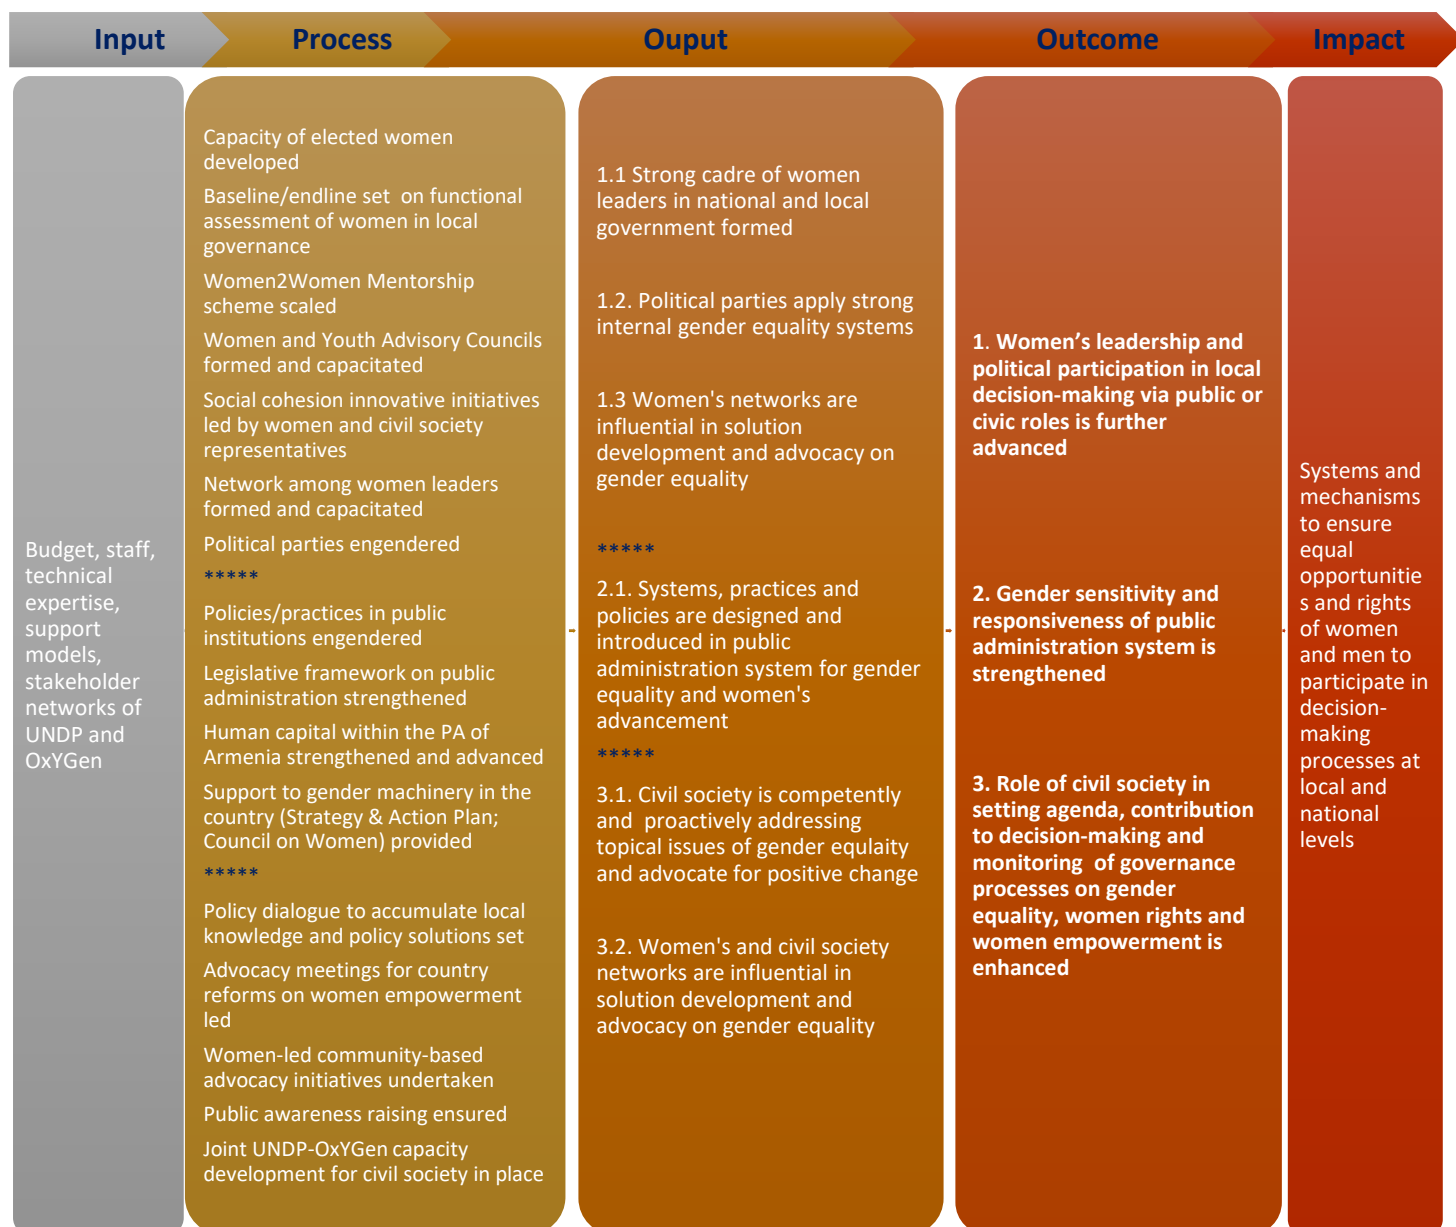 Input
Process
Ouput
Outcome
Impact
Budget, staff,
technical
expertise,
support
models,
stakeholder
networks of
UNDP and
OxYGen
Capacity of elected women
developed
Baseline/endline set  on functional
assessment of women in local
governance
Women2Women Mentorship
scheme scaled
Women and Youth Advisory Councils
formed and capacitated
Social cohesion innovative initiatives
led by women and civil society
representatives
Network among women leaders
formed and capacitated
Political parties engendered
*****
Policies/practices in public
institutions engendered
Legislative framework on public
administration strengthened
Human capital within the PA of
Armenia strengthened and advanced
Support to gender machinery in the
country (Strategy & Action Plan;
Council on Women) provided
*****
Policy dialogue to accumulate local
knowledge and policy solutions set
Advocacy meetings for country
reforms on women empowerment
led
Women-led community-based
advocacy initiatives undertaken
Public awareness raising ensured
Joint UNDP-OxYGen capacity
development for civil society in place
1.1 Strong cadre of women
leaders in national and local
government formed
1.2. Political parties apply strong
internal gender equality systems
1.3 Women's networks are
influential in solution
development and advocacy on
gender equality
*****
2.1. Systems, practices and
policies are designed and
introduced in public
administration system for gender
equality and women's
advancement
*****
3.1. Civil society is competently
and  proactively addressing
topical issues of gender equlaity
and advocate for positive change
3.2. Women's and civil society
networks are influential in
solution development and
advocacy on gender equality
1. Women’s leadership and
political participation in local
decision-making via public or
civic roles is further
advanced
2. Gender sensitivity and
responsiveness of public
administration system is
strengthened
3. Role of civil society in
setting agenda, contribution
to decision-making and
monitoring  of governance
processes on gender
equality, women rights and
women empowerment is
enhanced
Systems and
mechanisms
to ensure
equal
opportunitie
s and rights
of women
and men to
participate in
decision-
making
processes at
local and
national
levels